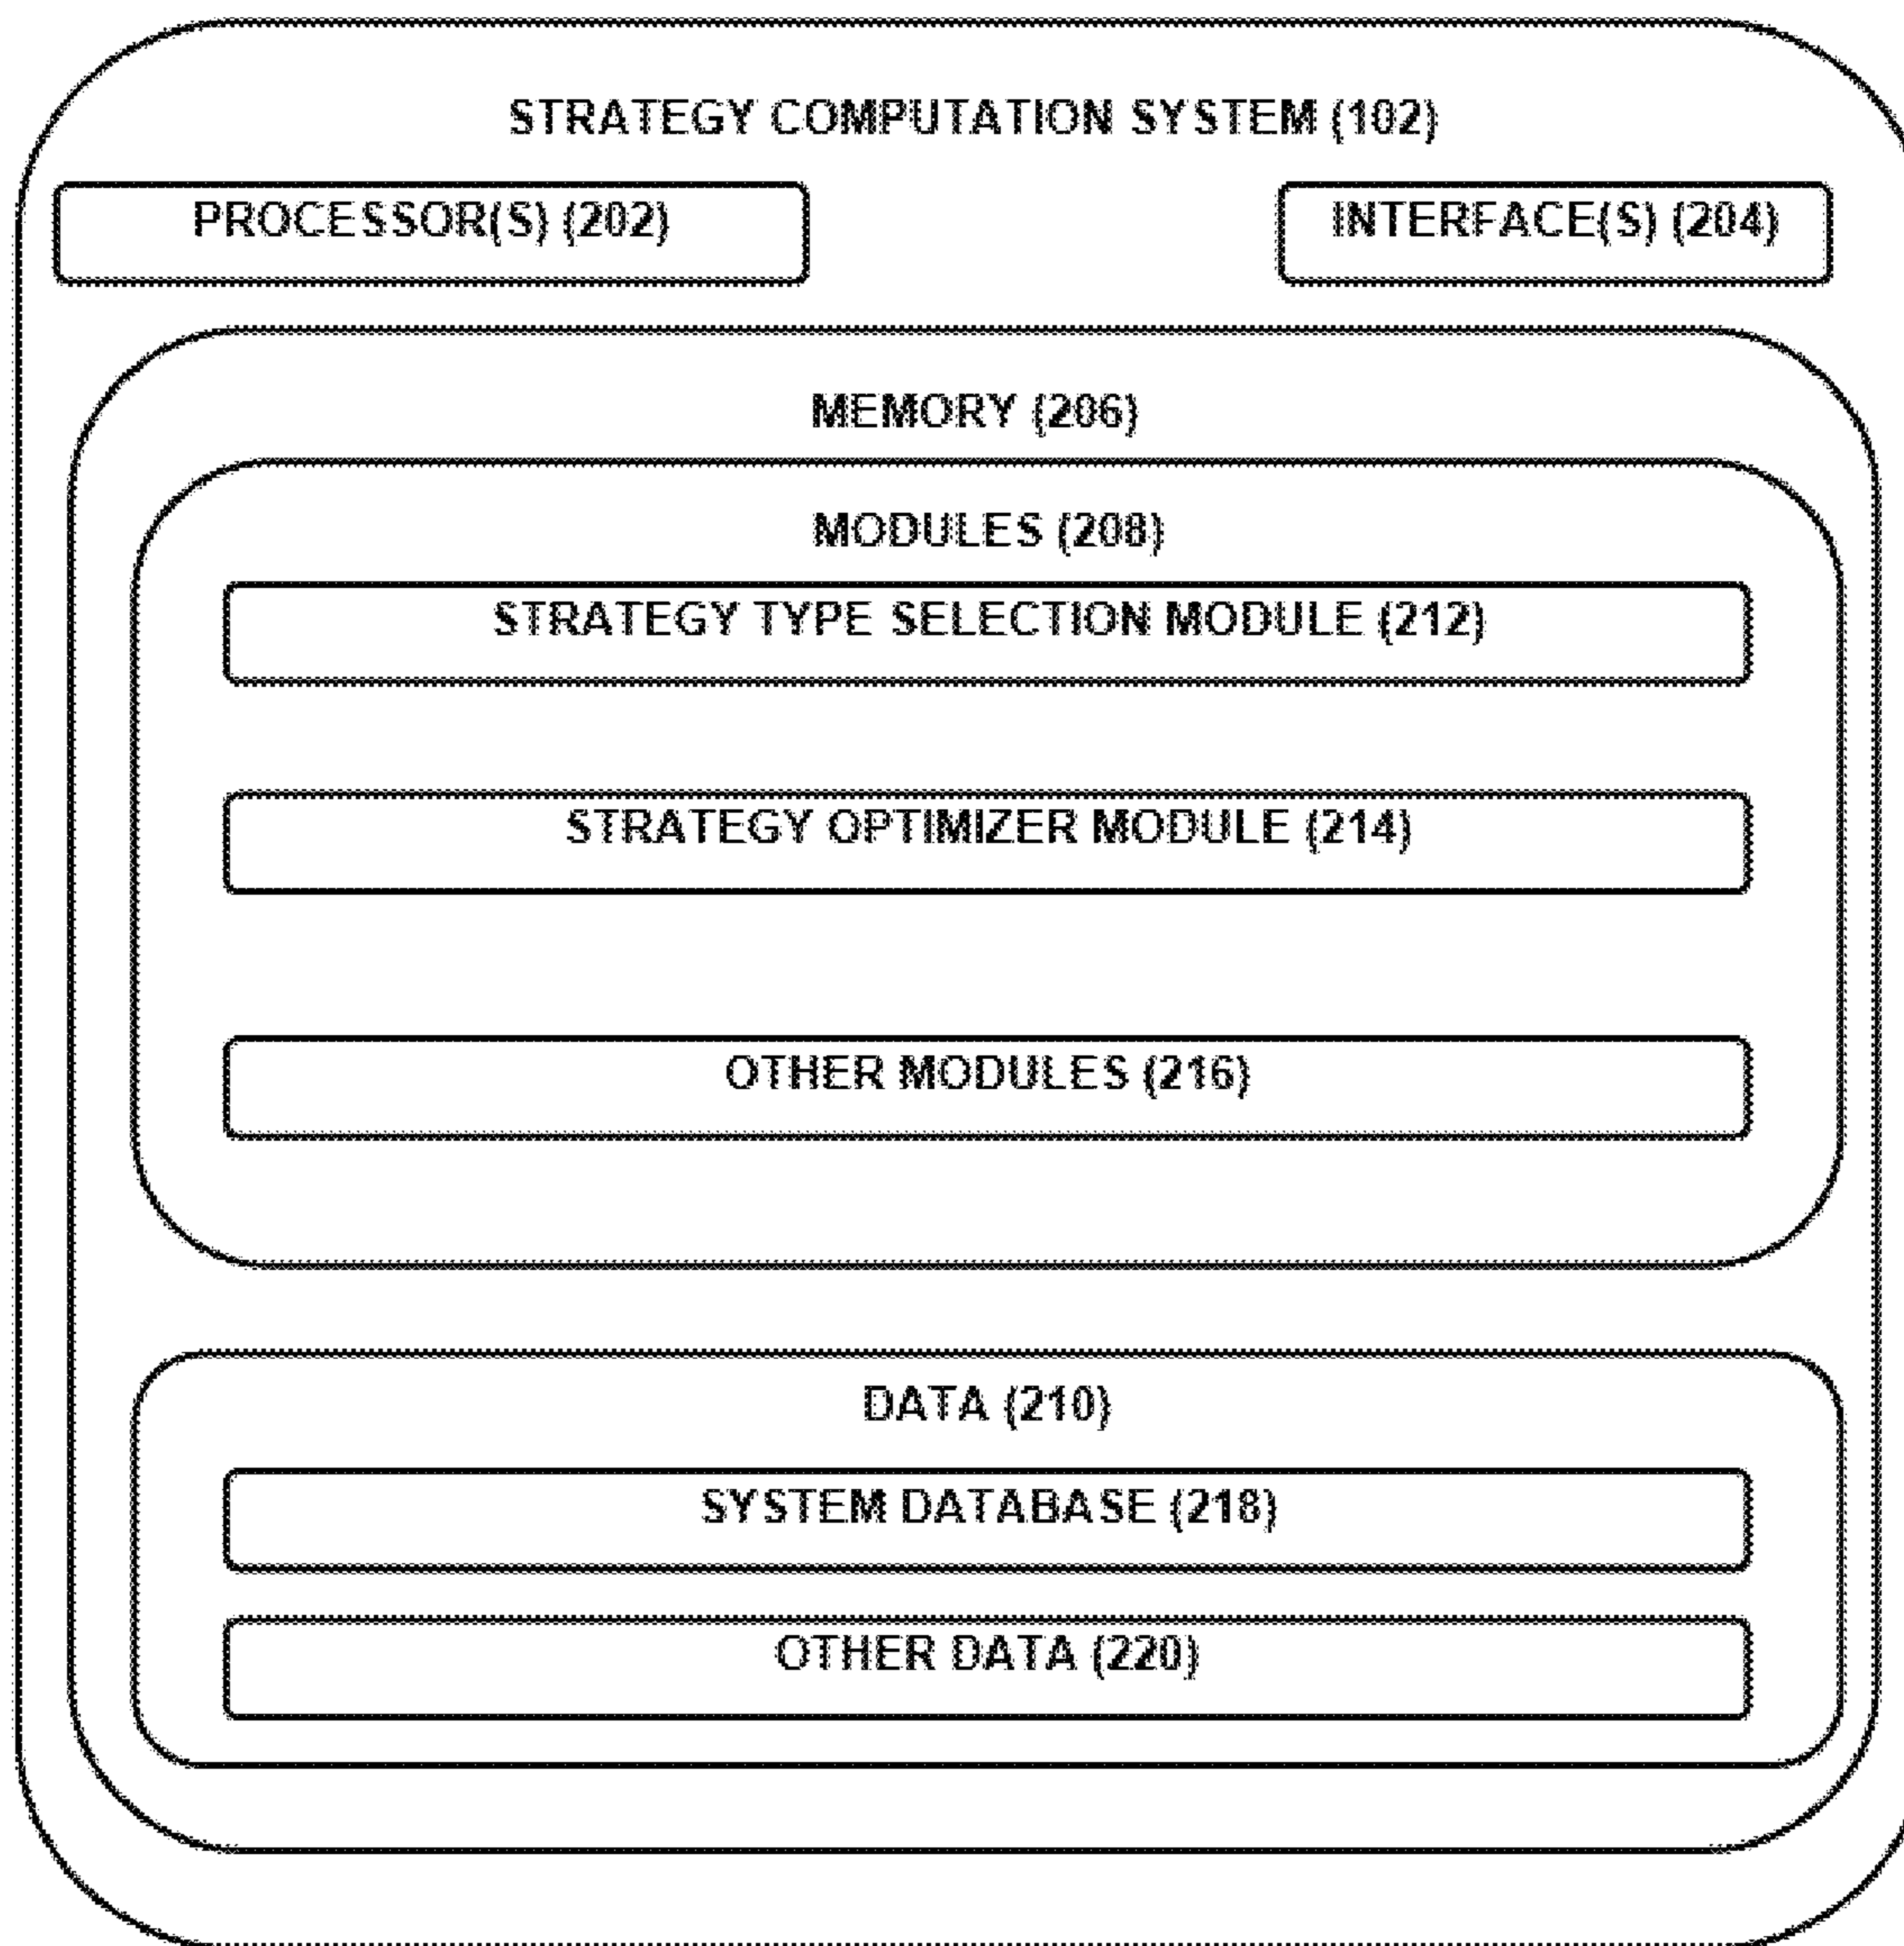 STRATEGY COMPUTATION SYSTEM (102)
PROCESSOR(S) (202)
INTERFACE(S) (204)
MEMORY (206)
MODULES (208)
STRATEGY TYPE SELECTION MODULE (212)
STRATEGY OPTIMIZER MODULE (214)
OTHER MODULES (216)
DATA (210)
SYSTEM DATABASE (218)
OTHER DATA (220)